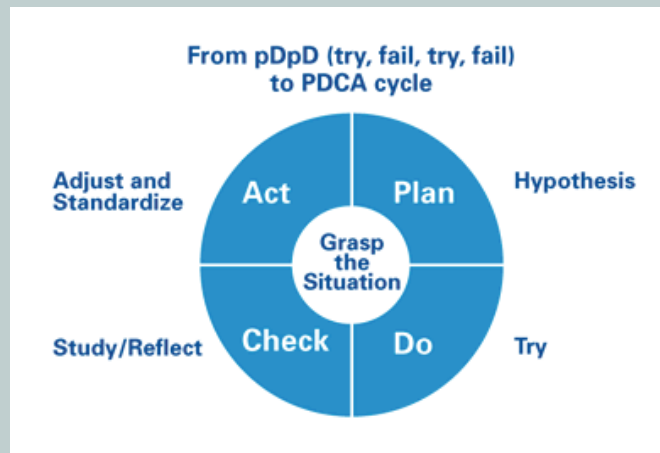 From pDpD (try, fail, try, fail)
to PDCA cycle
Adjust and
Standardize
Act
Plan
Hypothesis
Grasp
the
Situation
Study/Reflect
Check
Do
Try